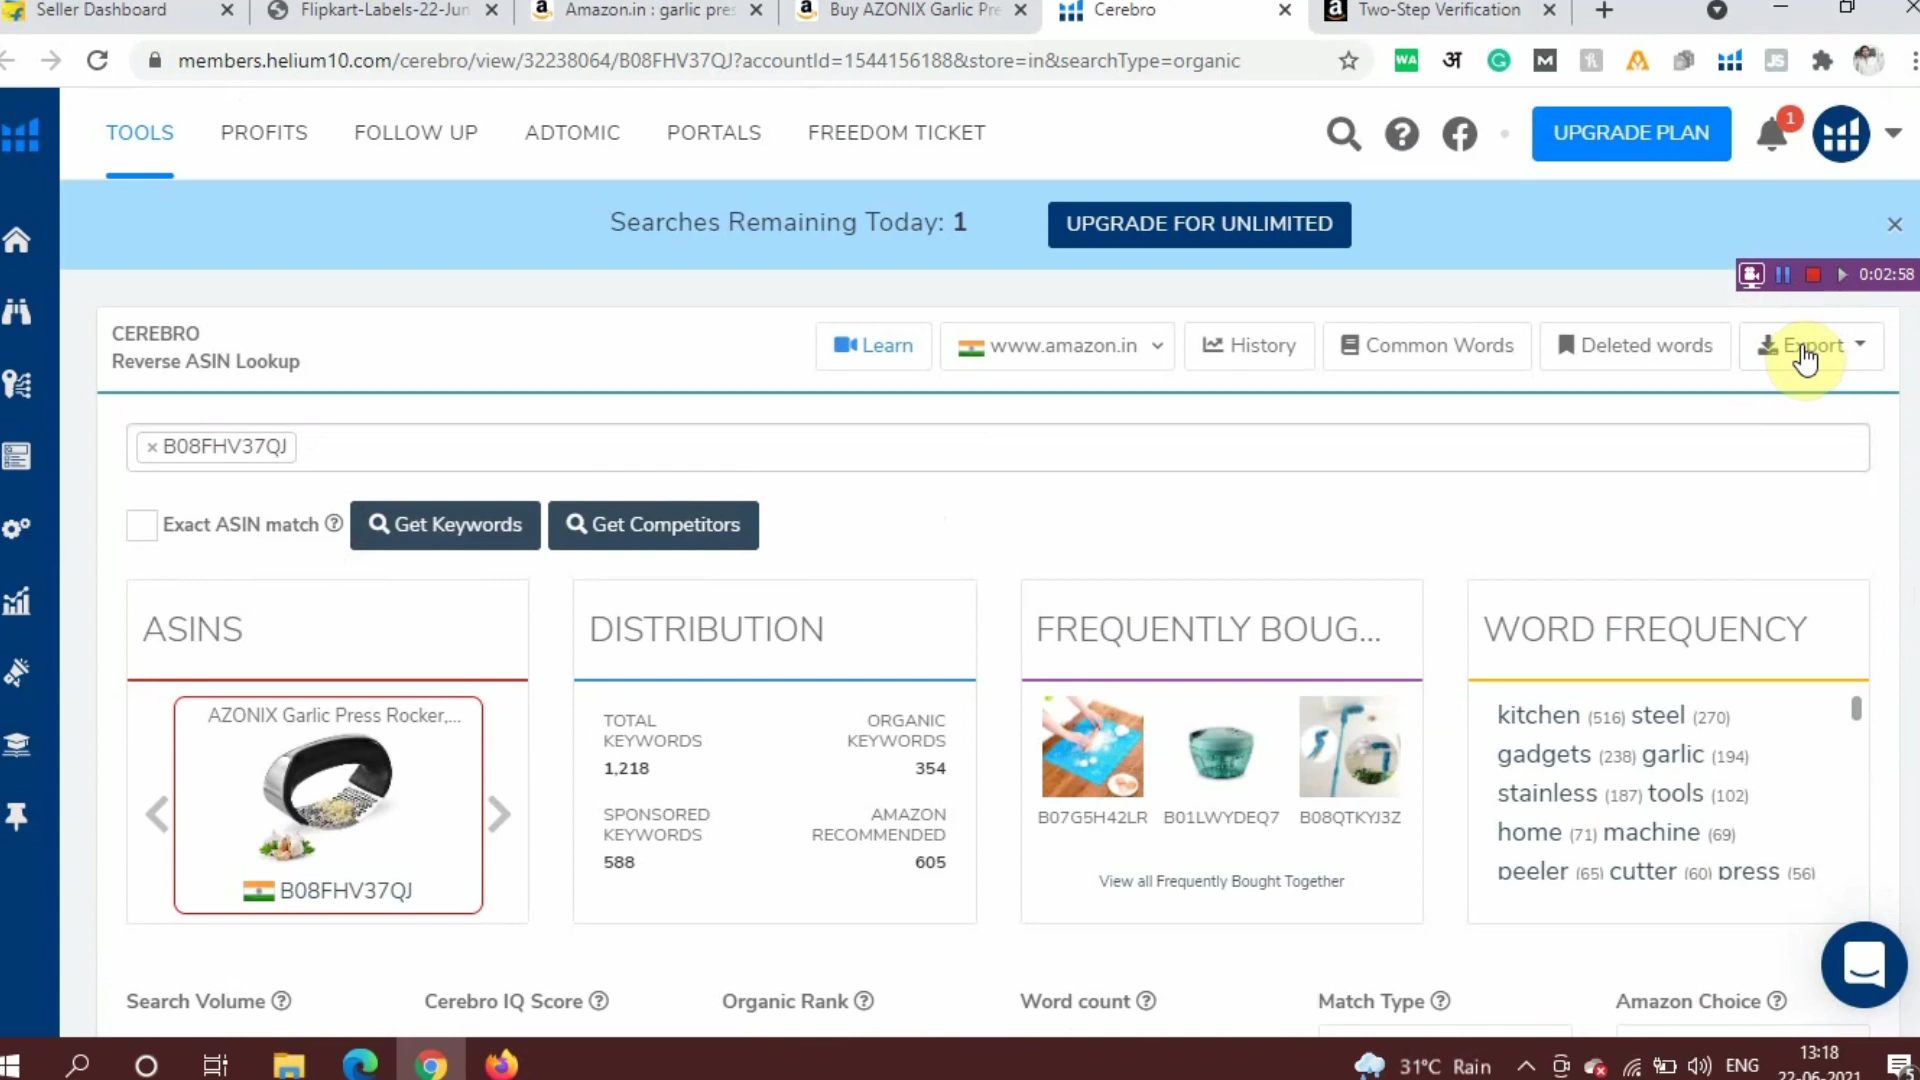 Seller Dashboard
Flipkart-Labels-22-Jun
Amazon.in : garlic pres
Buy AZONIX Garlic Pre
Cerebro
Two-Step Verification
members.helium10.com/cerebro/view/32238064/B08FHV37QJ?accountId=1544156188&store=in&searchType=organic
WA
अ
G
M
JS
TOOLS
PROFITS
FOLLOW UP
ADTOMIC
PORTALS
FREEDOM TICKET
UPGRADE PLAN
1
Searches Remaining Today: 1
UPGRADE FOR UNLIMITED
0:02:58
CEREBRO
Reverse ASIN Lookup
Learn
www.amazon.in
History
Common Words
Deleted words
Export
× B08FHV37QJ
Exact ASIN match
Get Keywords
Get Competitors
ASINS
AZONIX Garlic Press Rocker,...
B08FHV37QJ
DISTRIBUTION
TOTAL KEYWORDS
1,218
ORGANIC KEYWORDS
354
SPONSORED KEYWORDS
588
AMAZON RECOMMENDED
605
FREQUENTLY BOUG...
B07G5H42LR
B01LWYDEQ7
B08QTKYJ3Z
View all Frequently Bought Together
WORD FREQUENCY
kitchen (516) steel (270)
gadgets (238) garlic (194)
stainless (187) tools (102)
home (71) machine (69)
peeler (65) cutter (60) press (56)
Search Volume
Cerebro IQ Score
Organic Rank
Word count
Match Type
Amazon Choice
31°C Rain
ENG
13:18
22-06-2021
5